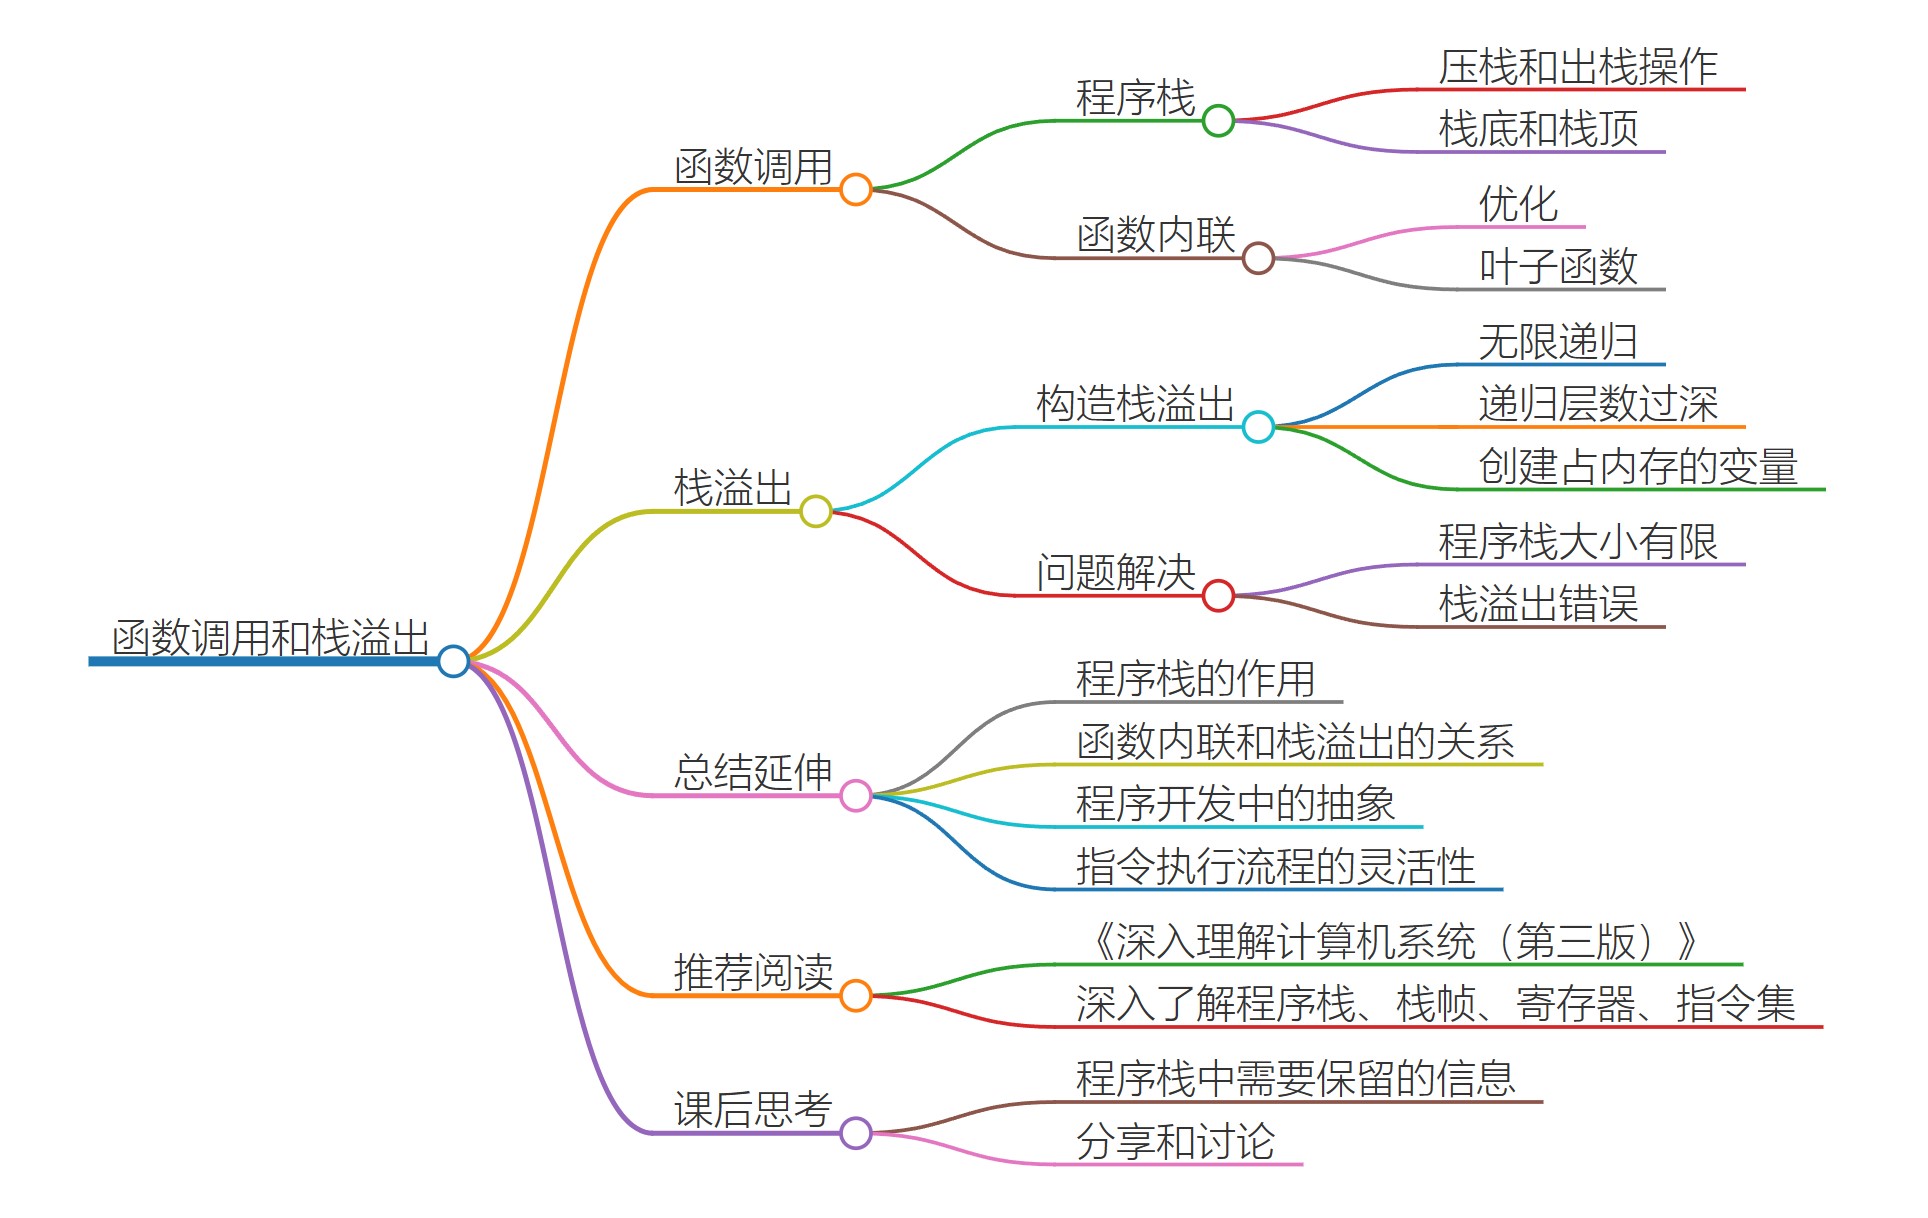 函数调用和栈溢出
函数调用
程序栈
压栈和出栈操作
栈底和栈顶
函数内联
优化
叶子函数
栈溢出
构造栈溢出
无限递归
递归层数过深
创建占内存的变量
问题解决
程序栈大小有限
栈溢出错误
总结延伸
程序栈的作用
函数内联和栈溢出的关系
程序开发中的抽象
指令执行流程的灵活性
推荐阅读
《深入理解计算机系统（第三版）》
深入了解程序栈、栈帧、寄存器、指令集
课后思考
程序栈中需要保留的信息
分享和讨论